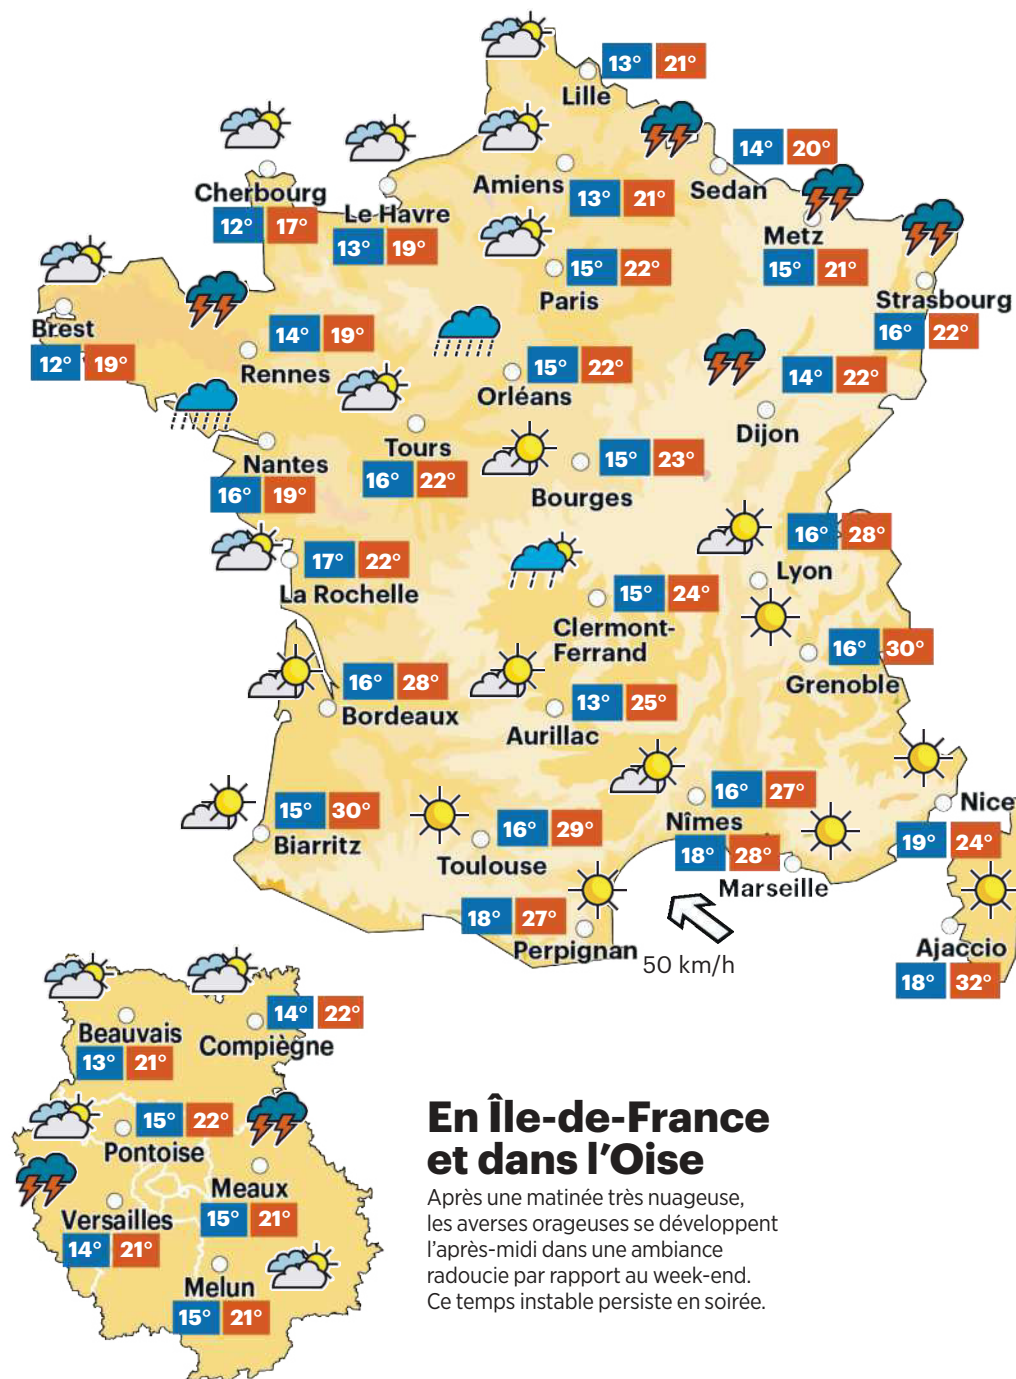 13° 21°
Lille
14° 20°
Sedan
Amiens
13° 21°
Cherbourg
12° 17°
Le Havre
13° 19°
Metz
15° 21°
15° 22°
Paris
Strasbourg
16° 22°
Brest
12° 19°
14° 19°
Rennes
15° 22°
Orléans
14° 22°
Dijon
Nantes
16° 19°
Tours
16° 22°
15° 23°
Bourges
16° 28°
Lyon
17° 22°
La Rochelle
15° 24°
Clermont-
Ferrand
16° 30°
Grenoble
16° 28°
Bordeaux
13° 25°
Aurillac
15° 30°
Biarritz
16° 29°
Toulouse
16° 27°
Nîmes
18° 28°
Marseille
Nice
19° 24°
18° 27°
Perpignan
50 km/h
Ajaccio
18° 32°
Beauvais
13° 21°
14° 22°
Compiègne
15° 22°
Pontoise
Meaux
15° 21°
Versailles
14° 21°
Melun
15° 21°
En Île-de-France
et dans l'Oise
Après une matinée très nuageuse,
les averses orageuses se développent
l'après-midi dans une ambiance
radoucie par rapport au week-end.
Ce temps instable persiste en soirée.